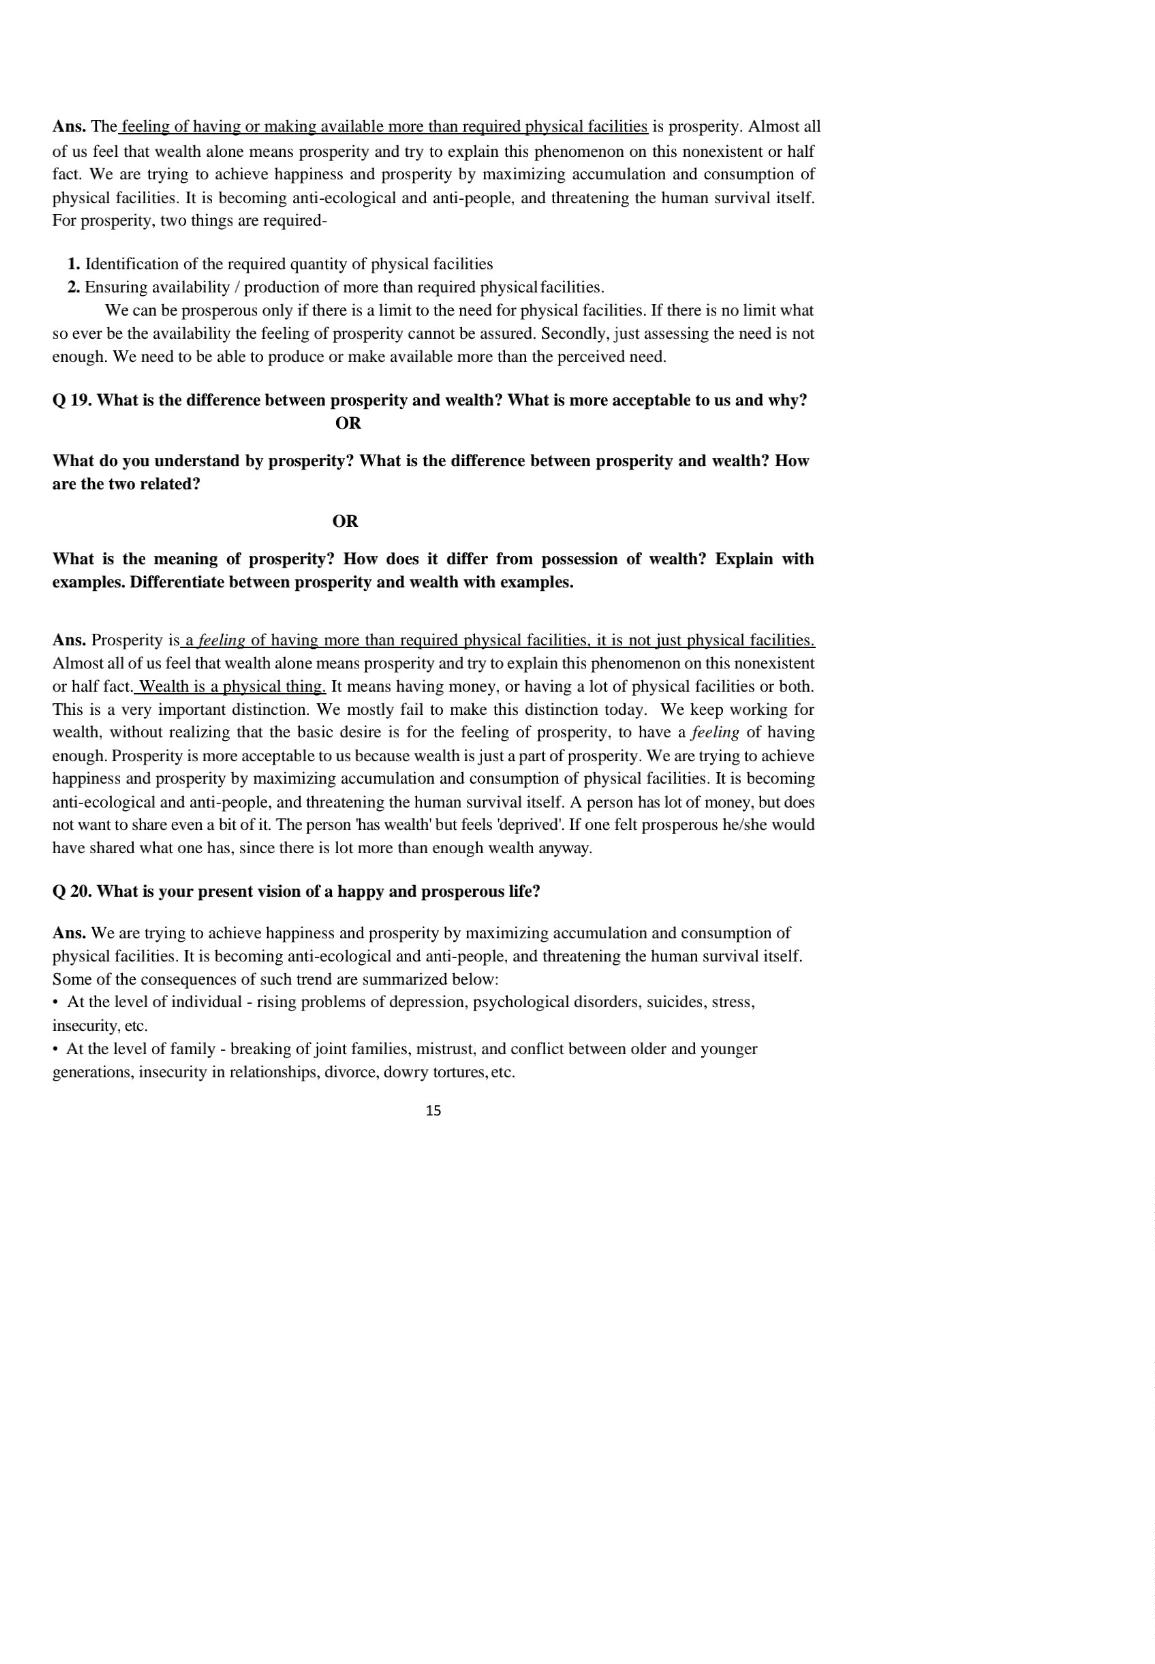 Ans. The feeling of having or making available more than required physical facilities is prosperity. Almost all
of us feel that wealth alone means prosperity and try to explain this phenomenon on this nonexistent or half
fact. We are trying to achieve happiness and prosperity by maximizing accumulation and consumption of
physical facilities. It is becoming anti-ecological and anti-people, and threatening the human survival itself.
For prosperity, two things are required-
1. Identification of the required quantity of physical facilities
2. Ensuring availability / production of more than required physical facilities.
We can be prosperous only if there is a limit to the need for physical facilities. If there is no limit what
so ever be the availability the feeling of prosperity cannot be assured. Secondly, just assessing the need is not
enough. We need to be able to produce or make available more than the perceived need.
Q 19. What is the difference between prosperity and wealth? What is more acceptable to us and why?
OR
What do you understand by prosperity? What is the difference between prosperity and wealth? How
are the two related?
OR
What is the meaning of prosperity? How does it differ from possession of wealth? Explain with
examples. Differentiate between prosperity and wealth with examples.
Ans. Prosperity is a feeling of having more than required physical facilities, it is not just physical facilities.
Almost all of us feel that wealth alone means prosperity and try to explain this phenomenon on this nonexistent
or half fact. Wealth is a physical thing. It means having money, or having a lot of physical facilities or both.
This is a very important distinction. We mostly fail to make this distinction today. We keep working for
wealth, without realizing that the basic desire is for the feeling of prosperity, to have a feeling of having
enough. Prosperity is more acceptable to us because wealth is just a part of prosperity. We are trying to achieve
happiness and prosperity by maximizing accumulation and consumption of physical facilities. It is becoming
anti-ecological and anti-people, and threatening the human survival itself. A person has lot of money, but does
not want to share even a bit of it. The person 'has wealth' but feels 'deprived'. If one felt prosperous he/she would
have shared what one has, since there is lot more than enough wealth anyway.
Q 20. What is your present vision of a happy and prosperous life?
Ans. We are trying to achieve happiness and prosperity by maximizing accumulation and consumption of
physical facilities. It is becoming anti-ecological and anti-people, and threatening the human survival itself.
Some of the consequences of such trend are summarized below:
• At the level of individual - rising problems of depression, psychological disorders, suicides, stress,
insecurity, etc.
• At the level of family - breaking of joint families, mistrust, and conflict between older and younger
generations, insecurity in relationships, divorce, dowry tortures, etc.
15